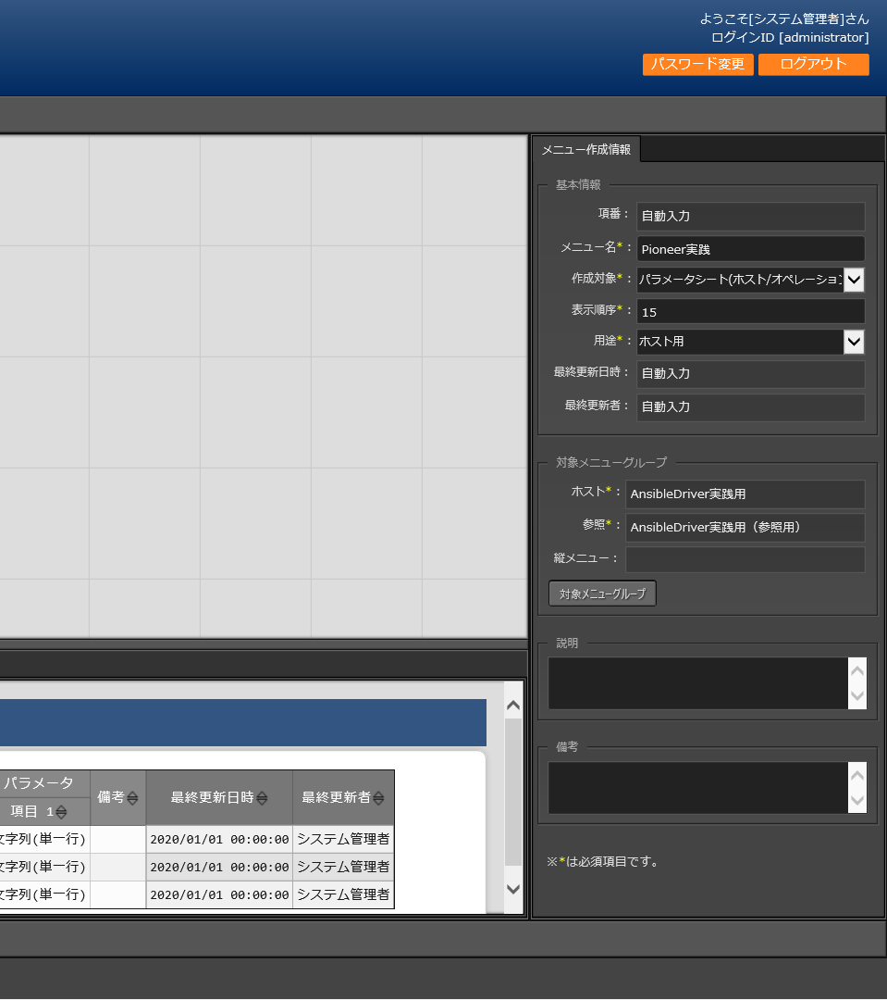 ようこそ[システム管理者]さん
ログインID [administrator]
パスワード変更 ログアウト
メニュー作成情報
基本情報
項番： 自動入力
メニュー名*： Pioneer実践
作成対象*： パラメータシート(ホスト/オペレーション
表示順序*： 15
用途*： ホスト用
最終更新日時： 自動入力
最終更新者： 自動入力
対象メニューグループ
ホスト*： AnsibleDriver実践用
参照*： AnsibleDriver実践用（参照用）
縦メニュー：
対象メニューグループ
説明
備考
※*は必須項目です。
パラメータ 備考 最終更新日時 最終更新者
項目 1
文字列(単一行) 2020/01/01 00:00:00 システム管理者
文字列(単一行) 2020/01/01 00:00:00 システム管理者
文字列(単一行) 2020/01/01 00:00:00 システム管理者